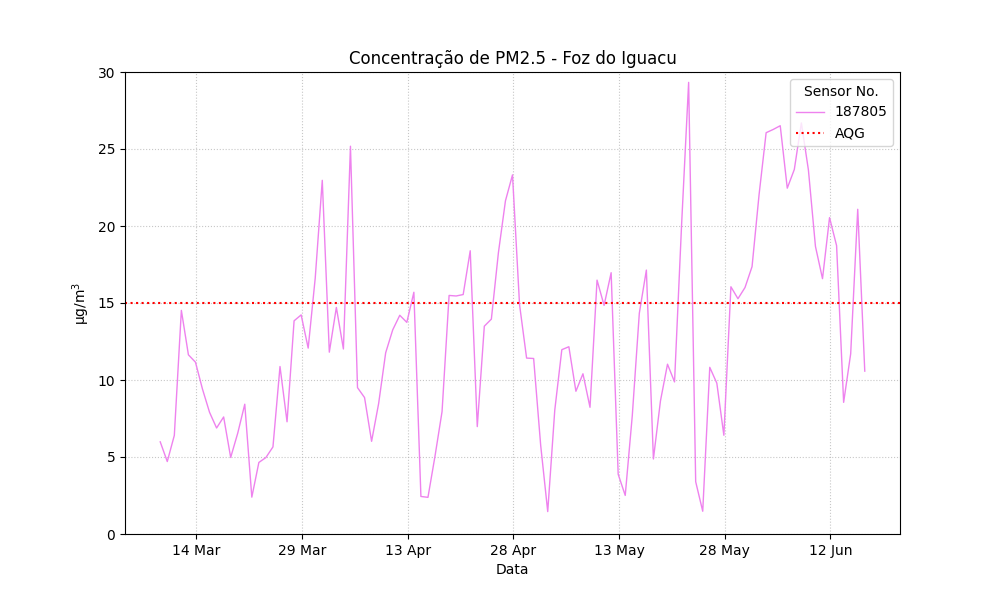 Concentração de PM2.5 - Foz do Iguacu
Sensor No.
187805
AQG
30
25
20
15
10
5
0
µg/m³
14 Mar
29 Mar
13 Apr
28 Apr
13 May
28 May
12 Jun
Data